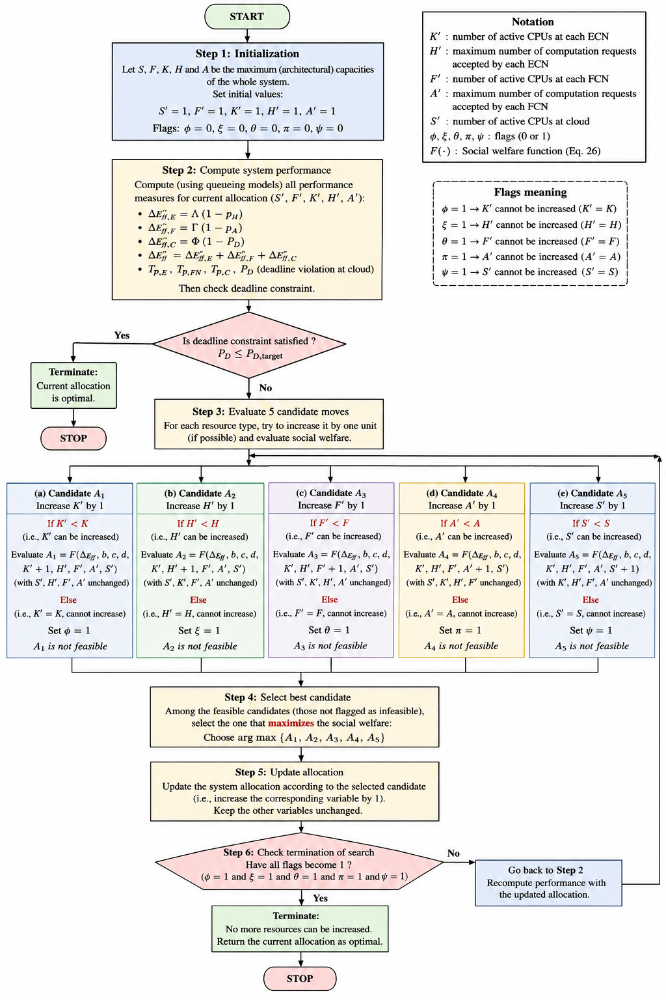 START
Step 1: Initialization
Let S, F, K, H and A be the maximum (architectural) capacities
of the whole system.
Set initial values:
S′ = 1, F′ = 1, K′ = 1, H′ = 1, A′ = 1
Flags: ϕ = 0, ξ = 0, θ = 0, π = 0, ψ = 0
Notation
K′ : number of active CPUs at each ECN
H′ : maximum number of computation requests
accepted by each ECN
F′ : number of active CPUs at each FCN
A′ : maximum number of computation requests
accepted by each FCN
S′ : number of active CPUs at cloud
ϕ, ξ, θ, π, ψ : flags (0 or 1)
F(·) : Social welfare function (Eq. 26)
Flags meaning
ϕ = 1 → K′ cannot be increased (K′ = K)
ξ = 1 → H′ cannot be increased (H′ = H)
θ = 1 → F′ cannot be increased (F′ = F)
π = 1 → A′ cannot be increased (A′ = A)
ψ = 1 → S′ cannot be increased (S′ = S)
Step 2: Compute system performance
Compute (using queueing models) all performance
measures for current allocation (S′, F′, K′, H′, A′):
• ΔE″ff,E = Λ (1 − pH)
• ΔE″ff,F = Γ (1 − pA)
• ΔE″ff,C = Φ (1 − PD)
• ΔE″ff = ΔE″ff,E + ΔE″ff,F + ΔE″ff,C
• Tp,E , Tp,FN , Tp,C , PD (deadline violation at cloud)
Then check deadline constraint.
Is deadline constraint satisfied ?
PD ≤ PD,target
Yes
Terminate:
Current allocation
is optimal.
STOP
No
Step 3: Evaluate 5 candidate moves
For each resource type, try to increase it by one unit
(if possible) and evaluate social welfare.
(a) Candidate A1
Increase K′ by 1
If K′ < K
(i.e., K′ can be increased)
Evaluate A1 = F(ΔEff, b, c, d,
K′ + 1, H′, F′, A′, S′)
(with S′, H′, F′, A′ unchanged)
Else
(i.e., K′ = K, cannot increase)
Set ϕ = 1
A1 is not feasible
(b) Candidate A2
Increase H′ by 1
If H′ < H
(i.e., H′ can be increased)
Evaluate A2 = F(ΔEff, b, c, d,
K′, H′ + 1, F′, A′, S′)
(with S′, K′, F′, A′ unchanged)
Else
(i.e., H′ = H, cannot increase)
Set ξ = 1
A2 is not feasible
(c) Candidate A3
Increase F′ by 1
If F′ < F
(i.e., F′ can be increased)
Evaluate A3 = F(ΔEff, b, c, d,
K′, H′, F′ + 1, A′, S′)
(with S′, K′, H′, A′ unchanged)
Else
(i.e., F′ = F, cannot increase)
Set θ = 1
A3 is not feasible
(d) Candidate A4
Increase A′ by 1
If A′ < A
(i.e., A′ can be increased)
Evaluate A4 = F(ΔEff, b, c, d,
K′, H′, F′, A′ + 1, S′)
(with S′, K′, H′, F′ unchanged)
Else
(i.e., A′ = A, cannot increase)
Set π = 1
A4 is not feasible
(e) Candidate A5
Increase S′ by 1
If S′ < S
(i.e., S′ can be increased)
Evaluate A5 = F(ΔEff, b, c, d,
K′, H′, F′, A′, S′ + 1)
(with K′, H′, F′, A′ unchanged)
Else
(i.e., S′ = S, cannot increase)
Set ψ = 1
A5 is not feasible
Step 4: Select best candidate
Among the feasible candidates (those not flagged as infeasible),
select the one that maximizes the social welfare:
Choose arg max {A1, A2, A3, A4, A5}
Step 5: Update allocation
Update the system allocation according to the selected candidate
(i.e., increase the corresponding variable by 1).
Keep the other variables unchanged.
Step 6: Check termination of search
Have all flags become 1 ?
(ϕ = 1 and ξ = 1 and θ = 1 and π = 1 and ψ = 1)
No
Go back to Step 2
Recompute performance with
the updated allocation.
Yes
Terminate:
No more resources can be increased.
Return the current allocation as optimal.
STOP